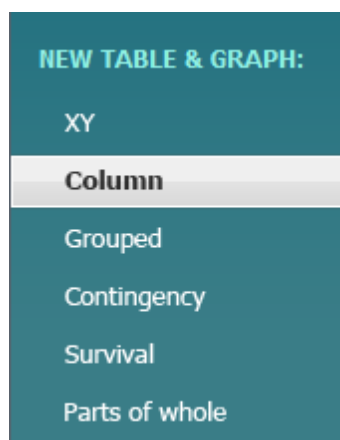 NEW TABLE & GRAPH:
XY
Column
Grouped
Contingency
Survival
Parts of whole